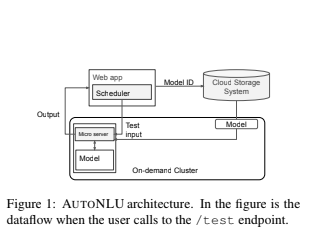 Web app
Scheduler
Model ID
Cloud Storage
System
Output
Test
input
Model
Micro server
Model
On-demand Cluster
Figure 1: AUTONLU architecture. In the figure is the
dataflow when the user calls to the /test endpoint.